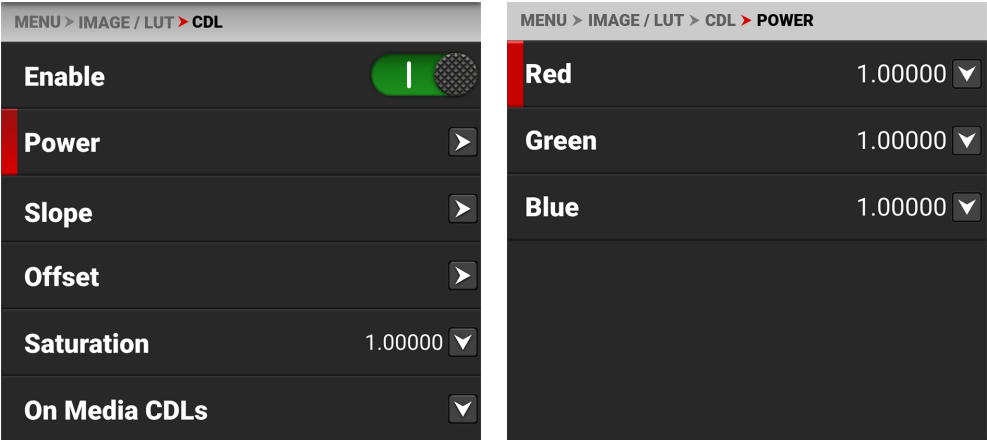 MENU > IMAGE / LUT > CDL
Enable
Power
Slope
Offset
Saturation 1.00000
On Media CDLs
MENU > IMAGE / LUT > CDL > POWER
Red 1.00000
Green 1.00000
Blue 1.00000